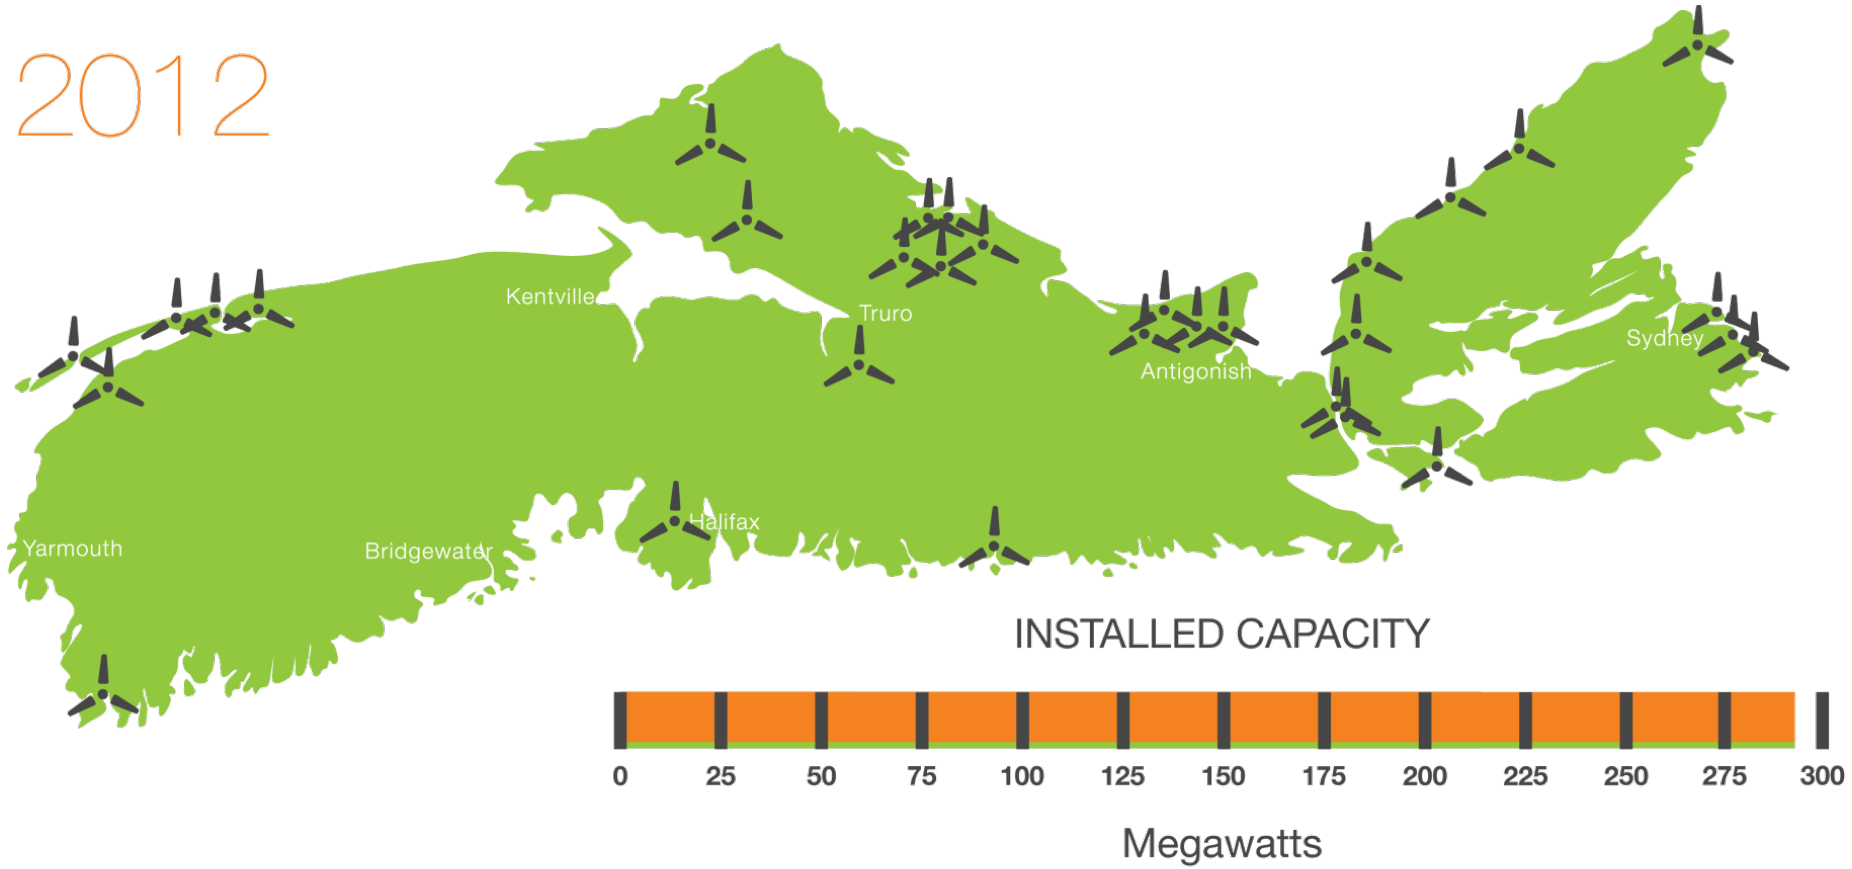 2012
Kentville
Truro
Sydney
Antigonish
Halifax
Yarmouth
Bridgewater
INSTALLED CAPACITY
0 25 50 75 100 125 150 175 200 225 250 275 300
Megawatts